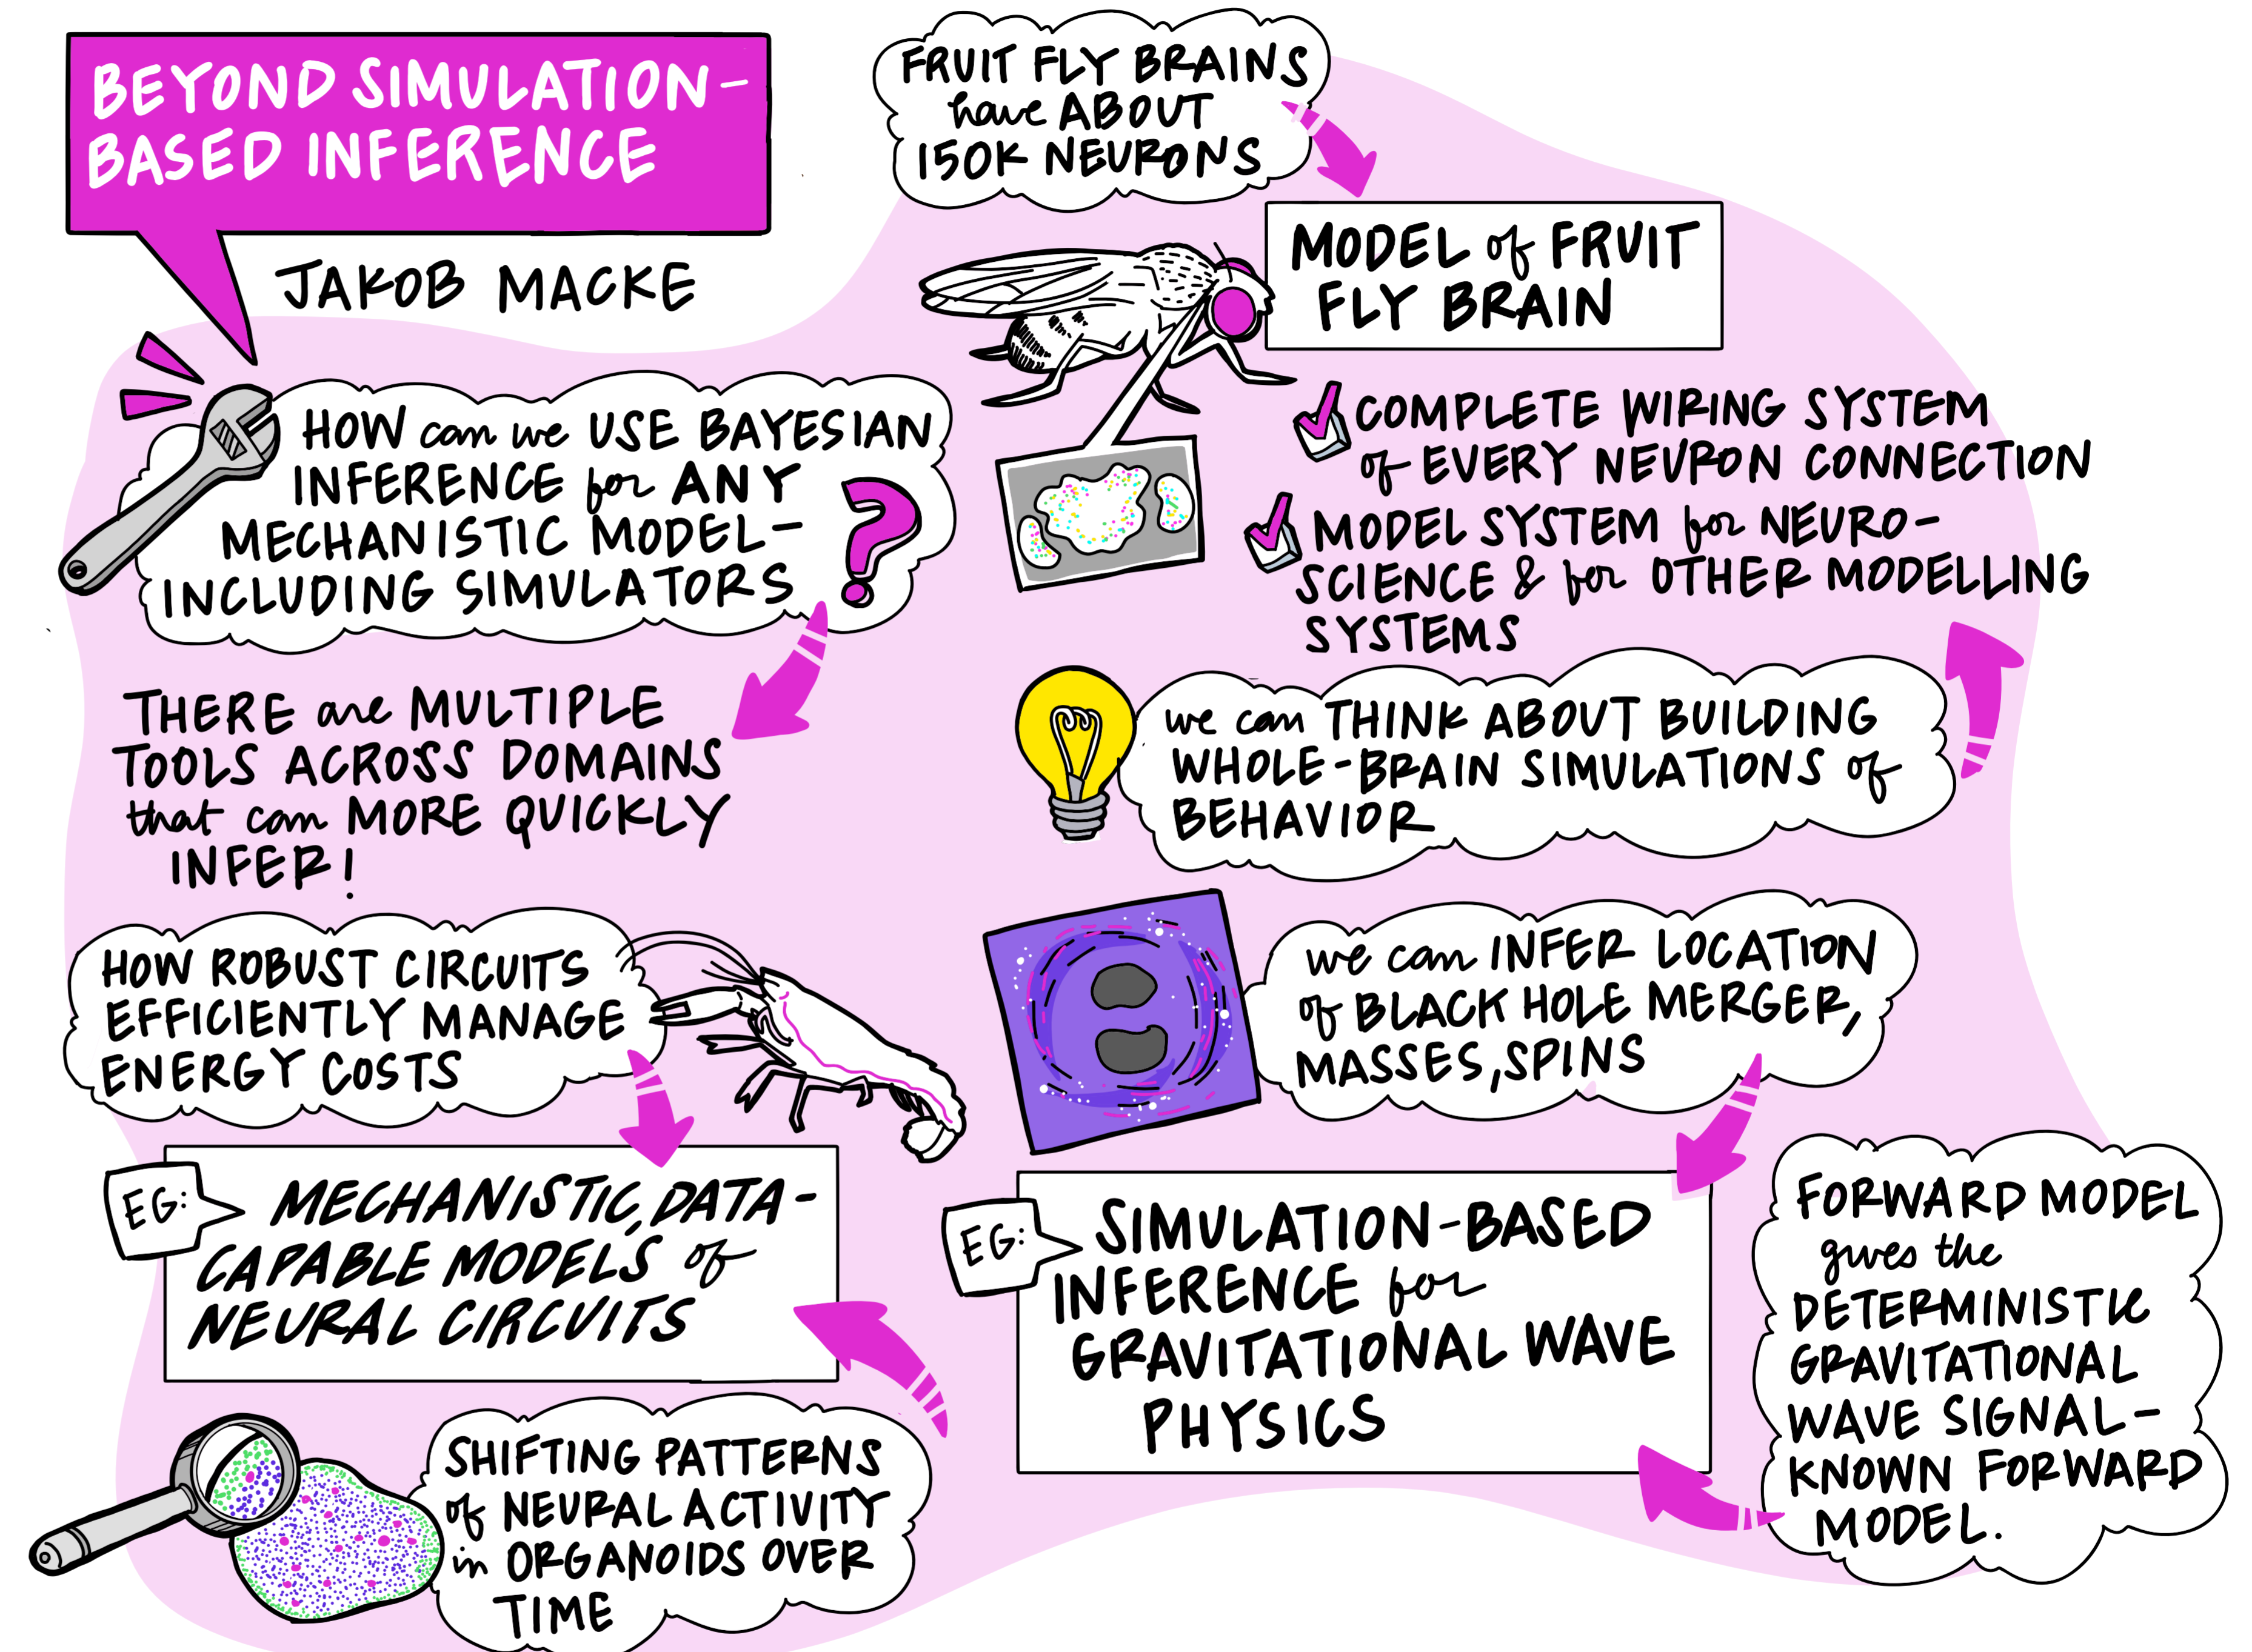 BEYOND SIMULATION-
BASED INFERENCE
JAKOB MACKE
HOW can we USE BAYESIAN
INFERENCE for ANY
MECHANISTIC MODEL-
INCLUDING SIMULATORS
?
THERE are MULTIPLE
TOOLS ACROSS DOMAINS
that can MORE QUICKLY
INFER!
HOW ROBUST CIRCUITS
EFFICIENTLY MANAGE
ENERGY COSTS
EG:
MECHANISTIC, DATA-
CAPABLE MODELS of
NEURAL CIRCUITS
SHIFTING PATTERNS
of NEURAL ACTIVITY
in ORGANOIDS OVER
TIME
FRUIT FLY BRAINS
have ABOUT
150K NEURONS
MODEL of FRUIT
FLY BRAIN
COMPLETE WIRING SYSTEM
of EVERY NEURON CONNECTION
MODEL SYSTEM for NEURO-
SCIENCE & for OTHER MODELLING
SYSTEMS
we can THINK ABOUT BUILDING
WHOLE-BRAIN SIMULATIONS of
BEHAVIOR
we can INFER LOCATION
of BLACK HOLE MERGER,
MASSES, SPINS
EG:
SIMULATION-BASED
INFERENCE for
GRAVITATIONAL WAVE
PHYSICS
FORWARD MODEL
gives the
DETERMINISTIC
GRAVITATIONAL
WAVE SIGNAL-
KNOWN FORWARD
MODEL.